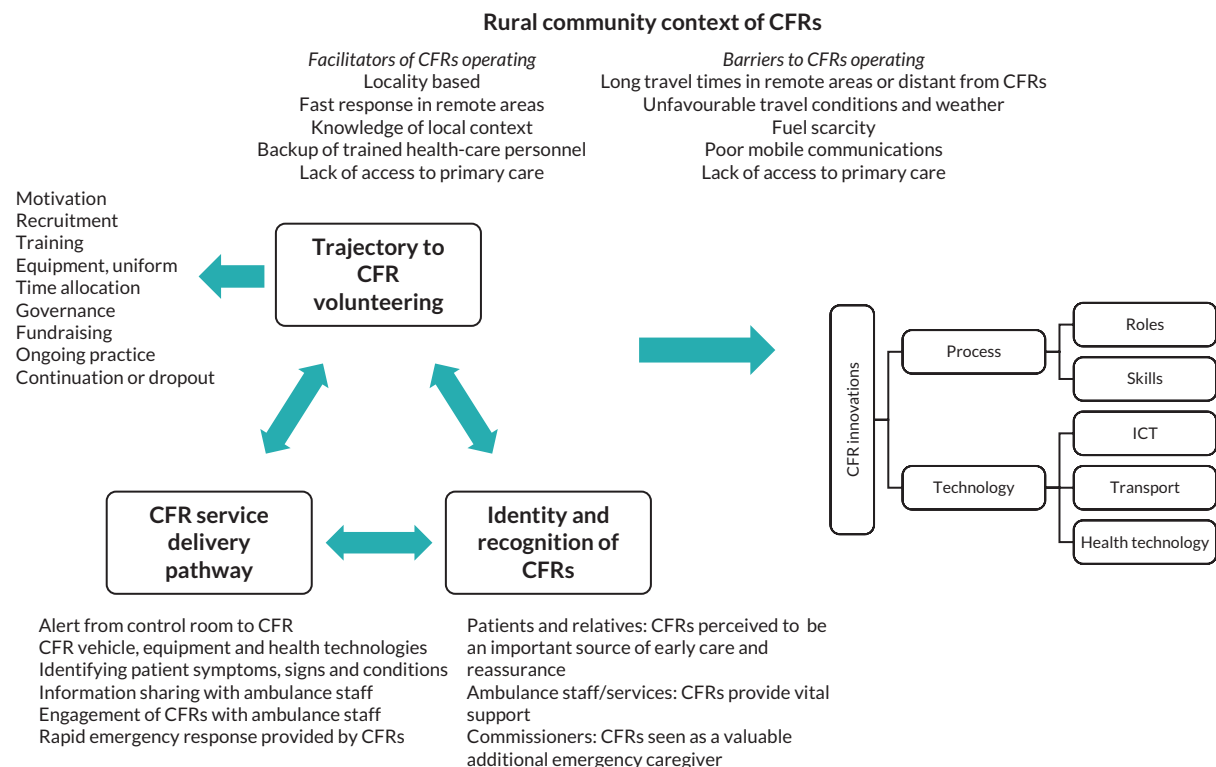 Rural community context of CFRs
Facilitators of CFRs operating
Locality based
Fast response in remote areas
Knowledge of local context
Backup of trained health-care personnel
Lack of access to primary care
Barriers to CFRs operating
Long travel times in remote areas or distant from CFRs
Unfavourable travel conditions and weather
Fuel scarcity
Poor mobile communications
Lack of access to primary care
Motivation
Recruitment
Training
Equipment, uniform
Time allocation
Governance
Fundraising
Ongoing practice
Continuation or dropout
Trajectory to
CFR
volunteering
CFR service
delivery
pathway
Identity and
recognition of
CFRs
Alert from control room to CFR
CFR vehicle, equipment and health technologies
Identifying patient symptoms, signs and conditions
Information sharing with ambulance staff
Engagement of CFRs with ambulance staff
Rapid emergency response provided by CFRs
Patients and relatives: CFRs perceived to be
an important source of early care and
reassurance
Ambulance staff/services: CFRs provide vital
support
Commissioners: CFRs seen as a valuable
additional emergency caregiver
CFR innovations
Process
Roles
Skills
Technology
ICT
Transport
Health technology